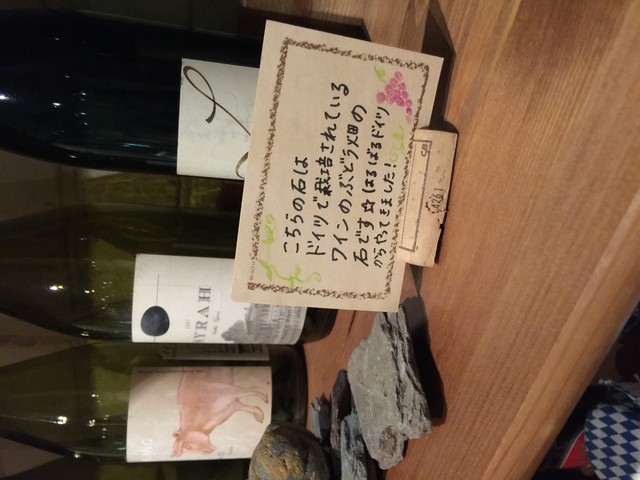 こちらの石は
ドイツで栽培されている
ワインのぶどう畑の
石です☆はるばるドイツ
からやってきました!
YRAH